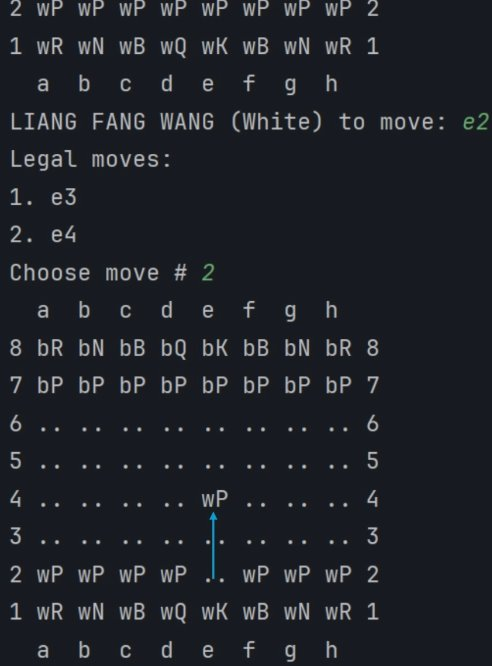 2 wP wP wP wP wP wP wP wP 2
1 wR wN wB wQ wK wB wN wR 1
a b c d e f g h
LIANG FANG WANG (White) to move: e2
Legal moves:
1. e3
2. e4
Choose move # 2
a b c d e f g h
8 bR bN bB bQ bK bB bN bR 8
7 bP bP bP bP bP bP bP bP 7
6 .. .. .. .. .. .. .. .. 6
5 .. .. .. .. .. .. .. .. 5
4 .. .. .. .. wP .. .. .. 4
3 .. .. .. .. .. .. .. .. 3
2 wP wP wP wP .. wP wP wP 2
1 wR wN wB wQ wK wB wN wR 1
a b c d e f g h